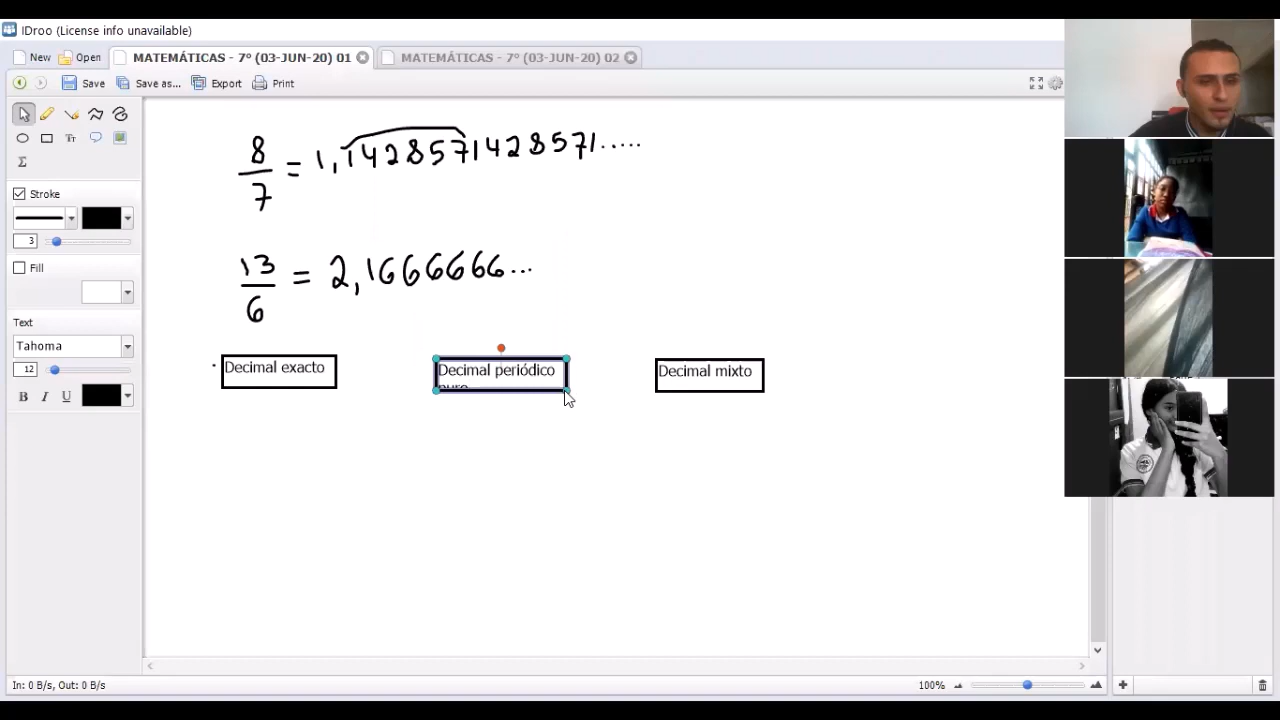 IDroo (License info unavailable)
New Open MATEMÁTICAS - 7º (03-JUN-20) 01 MATEMÁTICAS - 7º (03-JUN-20) 02
Save Save as... Export Print
8/7 = 1,1428571428571.....
Stroke
3
13/6 = 2,1666666...
Fill
Text
Tahoma
12
B I U
Decimal exacto Decimal periódico puro Decimal mixto
In: 0 B/s, Out: 0 B/s 100%